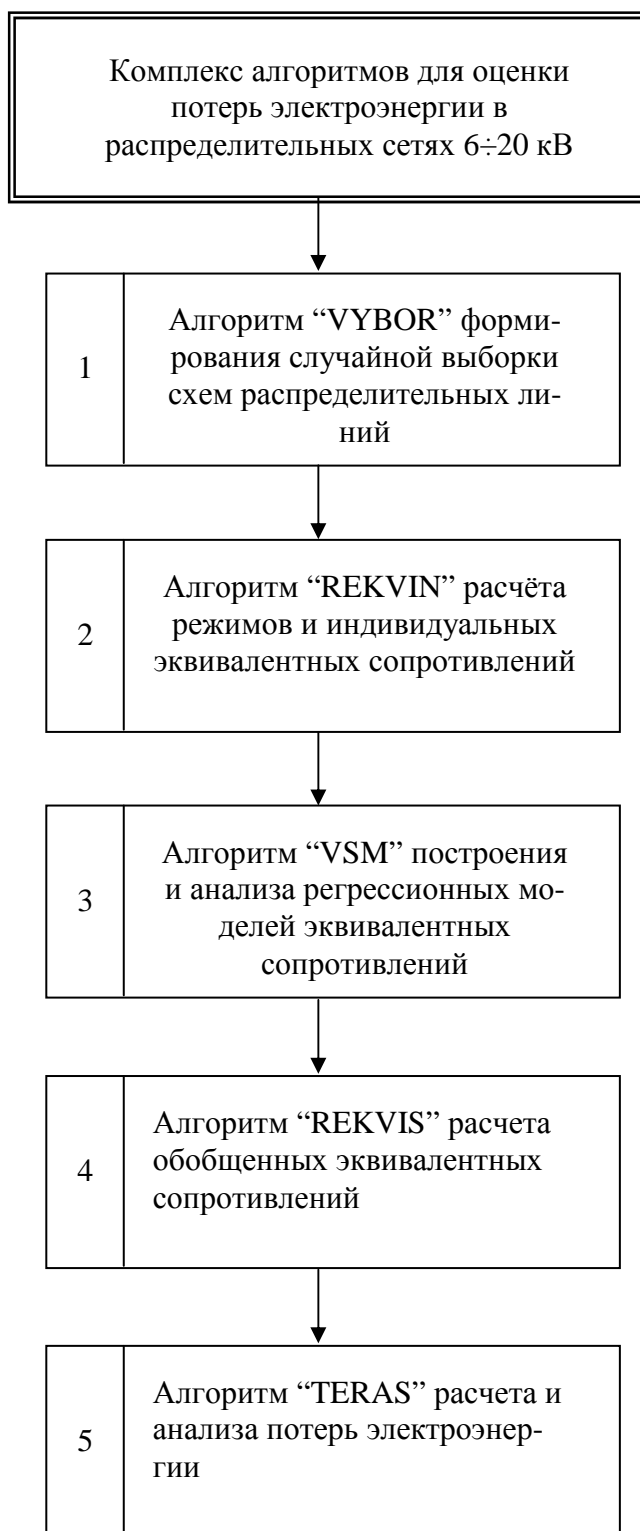 Комплекс алгоритмов для оценки
потерь электроэнергии в
распределительных сетях 6÷20 кВ
1
Алгоритм “VYBOR” форми-
рования случайной выборки
схем распределительных ли-
ний
2
Алгоритм “REKVIN” расчёта
режимов и индивидуальных
эквивалентных сопротивлений
3
Алгоритм “VSM” построения
и анализа регрессионных мо-
делей эквивалентных
сопротивлений
4
Алгоритм “REKVIS” расчета
обобщенных эквивалентных
сопротивлений
5
Алгоритм “TERAS” расчета и
анализа потерь электроэнер-
гии